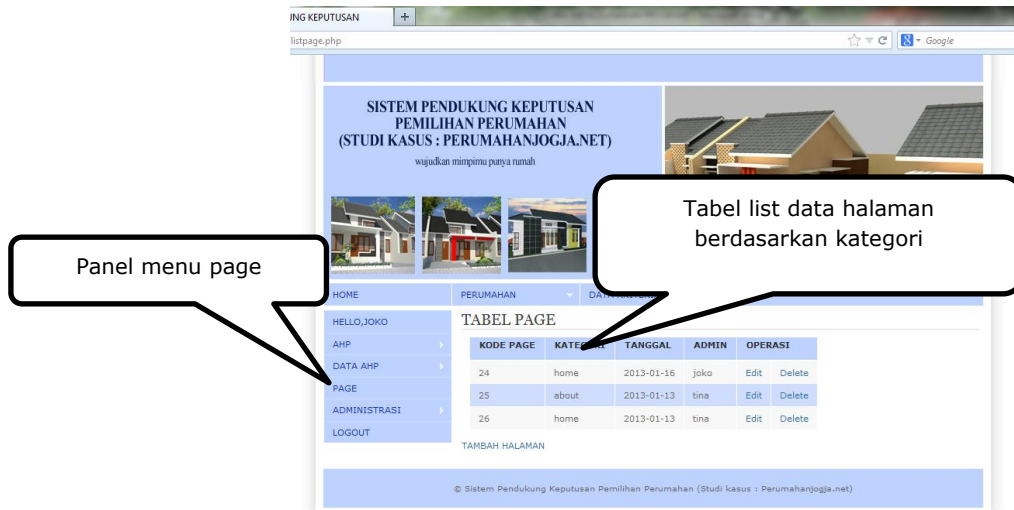 UNG KEPUTUSAN +
listpage.php
Google
SISTEM PENDUKUNG KEPUTUSAN
PEMILIHAN PERUMAHAN
(STUDI KASUS : PERUMAHANJOGJA.NET)
wujudkan mimpimu punya rumah
Tabel list data halaman
berdasarkan kategori
Panel menu page
HOME PERUMAHAN
HELLO,JOKO
AHP
DATA AHP
PAGE
ADMINISTRASI
LOGOUT
TABEL PAGE
KODE PAGE KATEGORI TANGGAL ADMIN OPERASI
24 home 2013-01-16 joko Edit Delete
25 about 2013-01-13 tina Edit Delete
26 home 2013-01-13 tina Edit Delete
TAMBAH HALAMAN
© Sistem Pendukung Keputusan Pemilihan Perumahan (Studi kasus : Perumahanjogja.net)